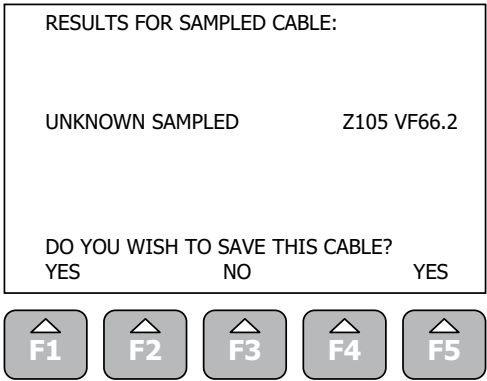 RESULTS FOR SAMPLED CABLE:
UNKNOWN SAMPLED Z105 VF66.2
DO YOU WISH TO SAVE THIS CABLE?
YES NO YES
F1 F2 F3 F4 F5